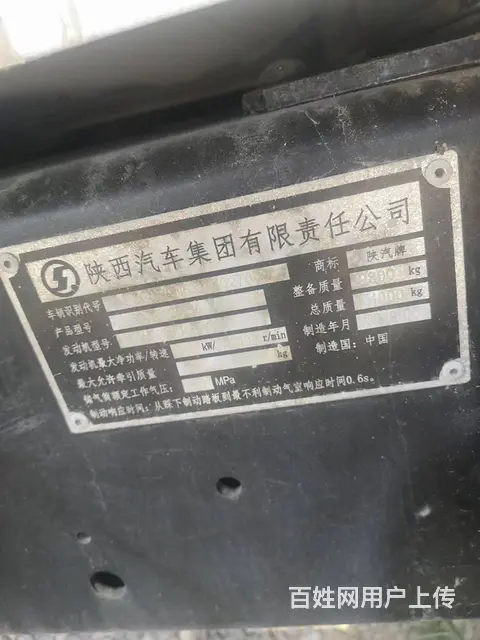 陕西汽车集团有限责任公司
车辆识别代号
商标 陕汽牌
产品型号
整备质量 kg
发动机型号:
总质量 kg
发动机最大净功率/转速 kW/ r/min
制造年月
最大允许牵引质量 kg
制造国: 中国
储气筒额定工作气压: MPa
制动响应时间: 从踩下制动踏板到最不利制动气室响应时间0.6s。
百姓网用户上传